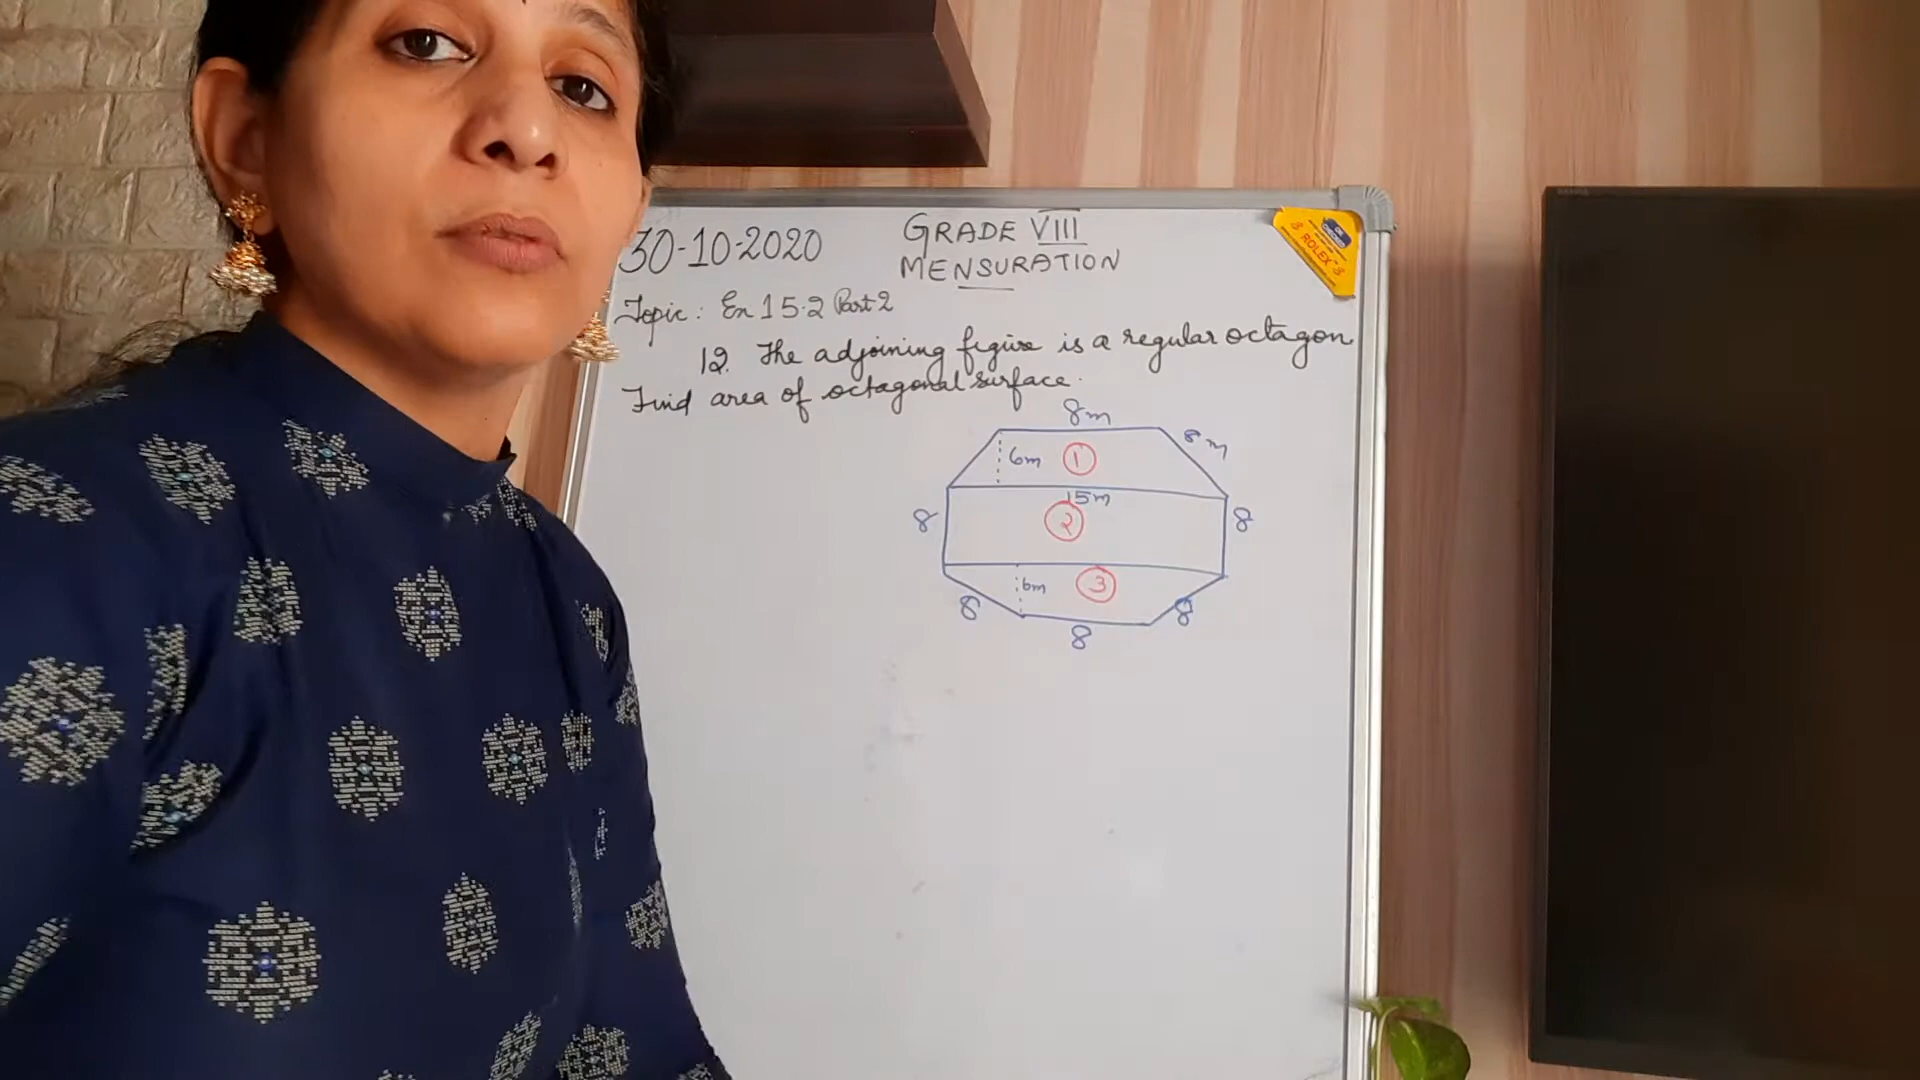 30-10-2020
GRADE VIII
MENSURATION
Topic: Ex 15.2 Part 2
12. The adjoining figure is a regular octagon
Find area of octagonal surface.
8m
8m
6m
1
15m
8
2
8
6m
3
8
8
8
ROLEX